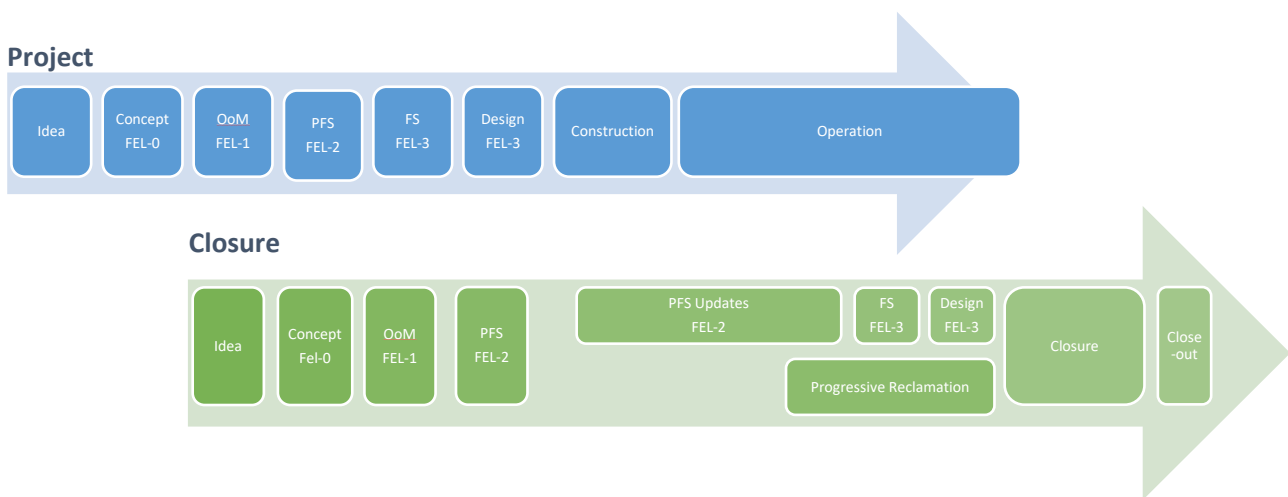 Project
Idea
Concept
FEL-0
OoM
FEL-1
PFS
FEL-2
FS
FEL-3
Design
FEL-3
Construction
Operation
Closure
Idea
Concept
Fel-0
OoM
FEL-1
PFS
FEL-2
PFS Updates
FEL-2
FS
FEL-3
Design
FEL-3
Progressive Reclamation
Closure
Close
-out